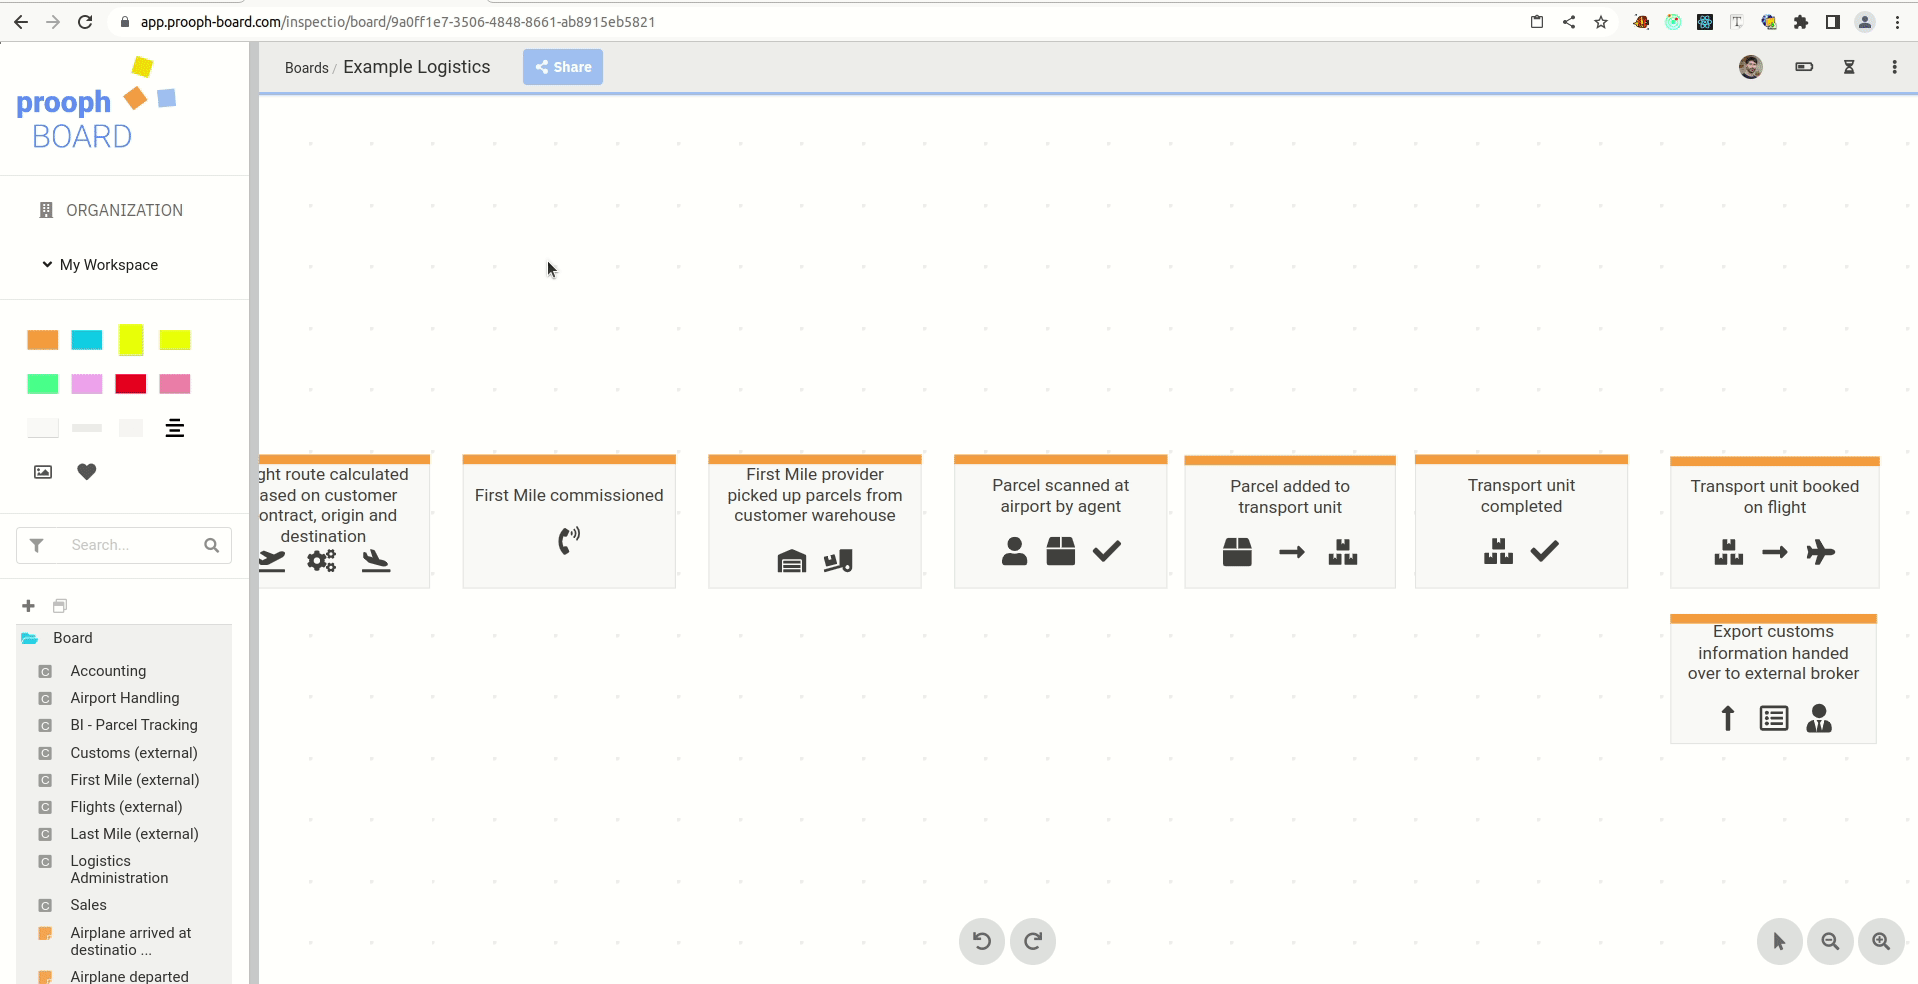 app.prooph-board.com/inspectio/board/9a0ff1e7-3506-4848-8661-ab8915eb5821
prooph
BOARD
Boards / Example Logistics
Share
ORGANIZATION
My Workspace
Search...
Board
Accounting
Airport Handling
BI - Parcel Tracking
Customs (external)
First Mile (external)
Flights (external)
Last Mile (external)
Logistics
Administration
Sales
Airplane arrived at
destinatio ...
Airplane departed
ght route calculated
ased on customer
ontract, origin and
destination
First Mile commissioned
First Mile provider
picked up parcels from
customer warehouse
Parcel scanned at
airport by agent
Parcel added to
transport unit
Transport unit
completed
Transport unit booked
on flight
Export customs
information handed
over to external broker